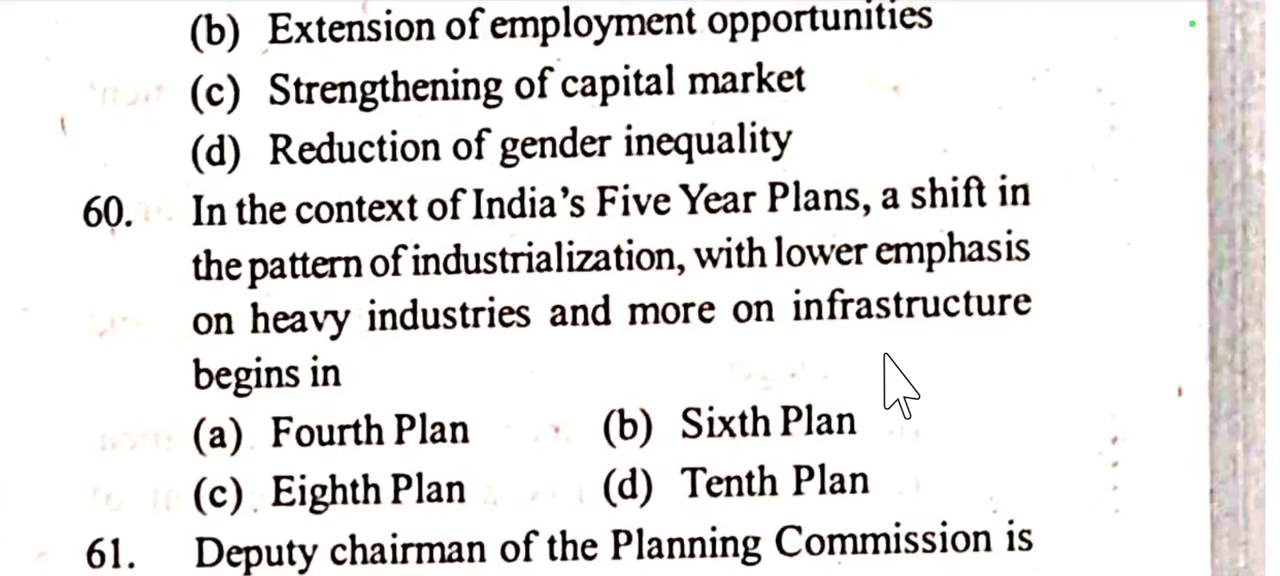 (b) Extension of employment opportunities
(c) Strengthening of capital market
(d) Reduction of gender inequality
60. In the context of India's Five Year Plans, a shift in
the pattern of industrialization, with lower emphasis
on heavy industries and more on infrastructure
begins in
(a) Fourth Plan (b) Sixth Plan
(c) Eighth Plan (d) Tenth Plan
61. Deputy chairman of the Planning Commission is